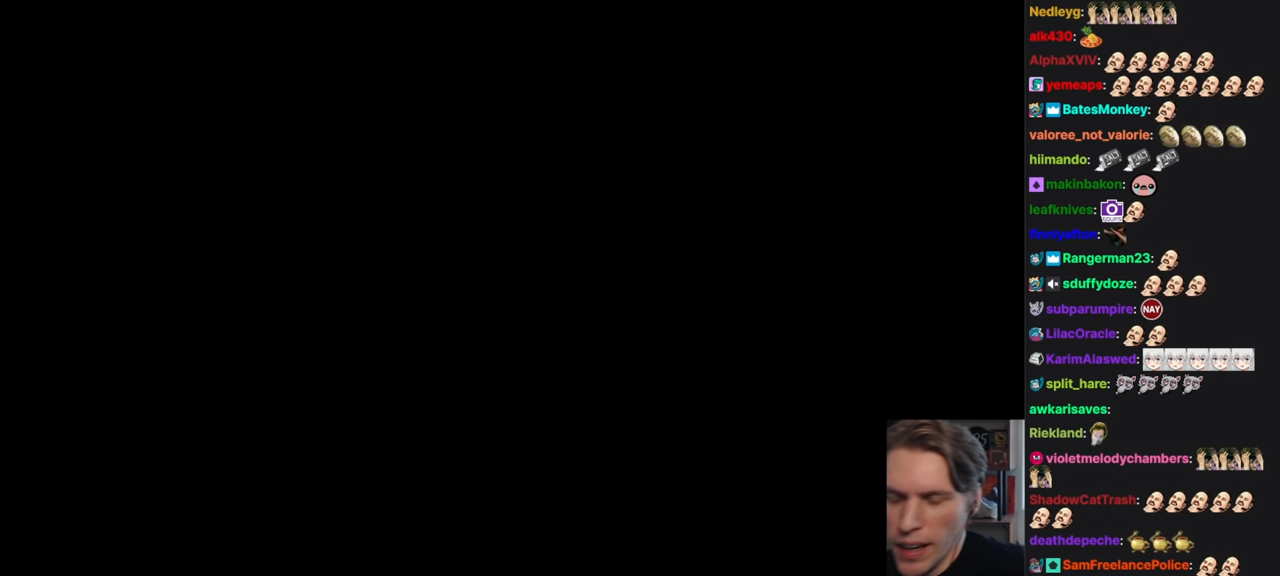 Nedleyg:
alk430:
AlphaXVIV:
yemeaps:
BatesMonkey:
valoree_not_valorie:
hiimando:
makinbakon:
leafknives:
Rangerman23:
sduffydoze:
subparumpire: NAY
LilacOracle:
KarimAlaswed:
split_hare:
awkarisaves:
Riekland:
violetmelodychambers:
ShadowCatTrash:
deathdepeche:
SamFreelancePolice: